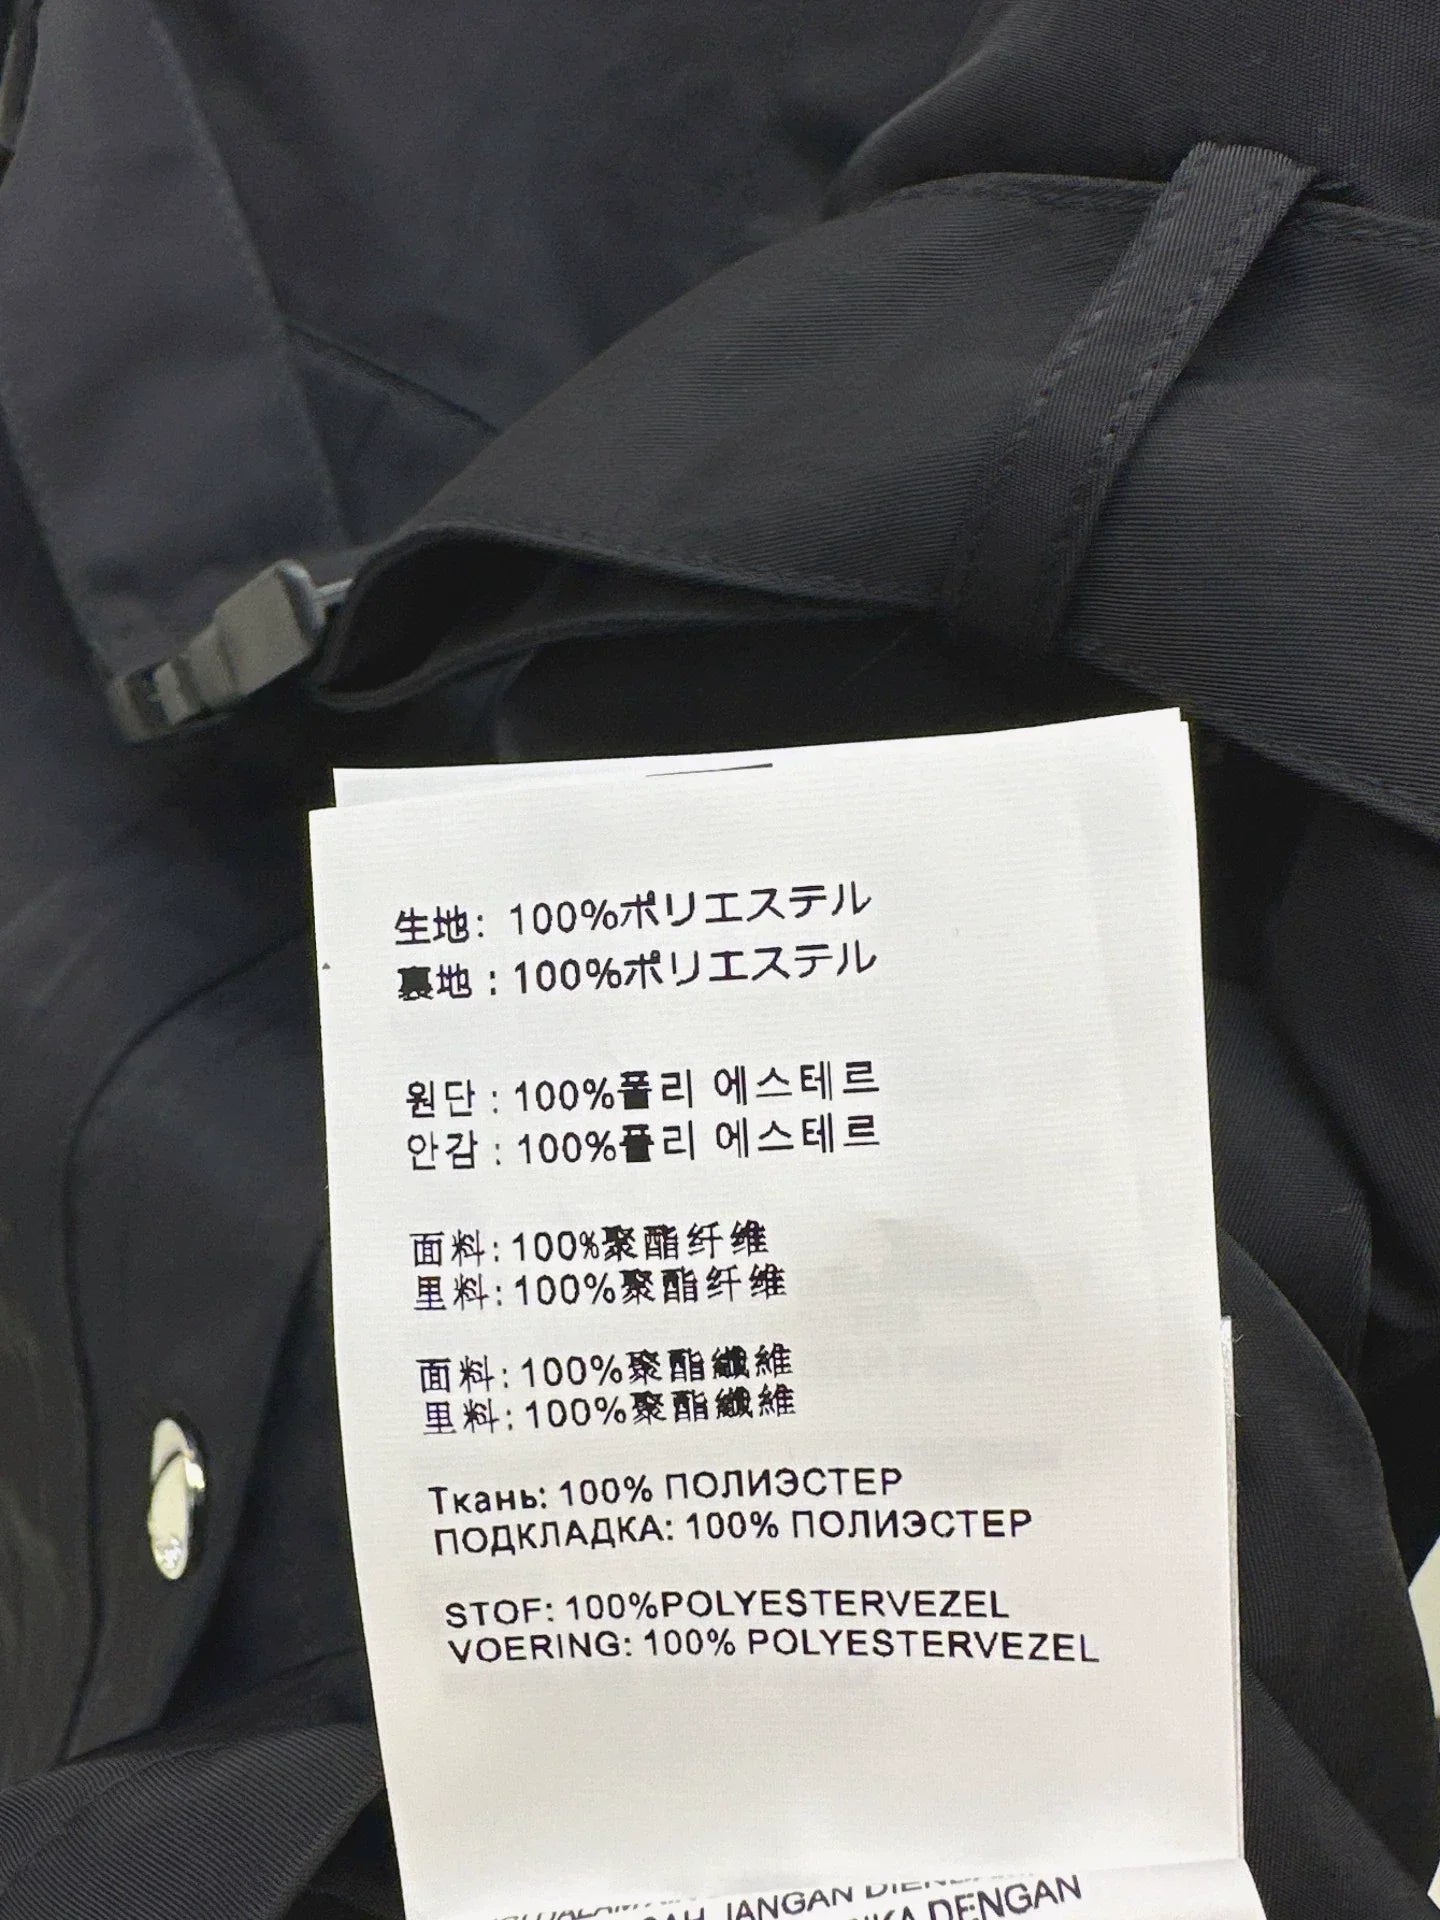 生地: 100%ポリエステル
裏地: 100%ポリエステル
원단: 100%폴리 에스테르
안감: 100%폴리 에스테르
面料: 100%聚酯纤维
里料: 100%聚酯纤维
面料: 100%聚酯纖維
里料: 100%聚酯纖維
Ткань: 100% ПОЛИЭСТЕР
ПОДКЛАДКА: 100% ПОЛИЭСТЕР
STOF: 100%POLYESTERVEZEL
VOERING: 100% POLYESTERVEZEL
JANGAN
DENGAN